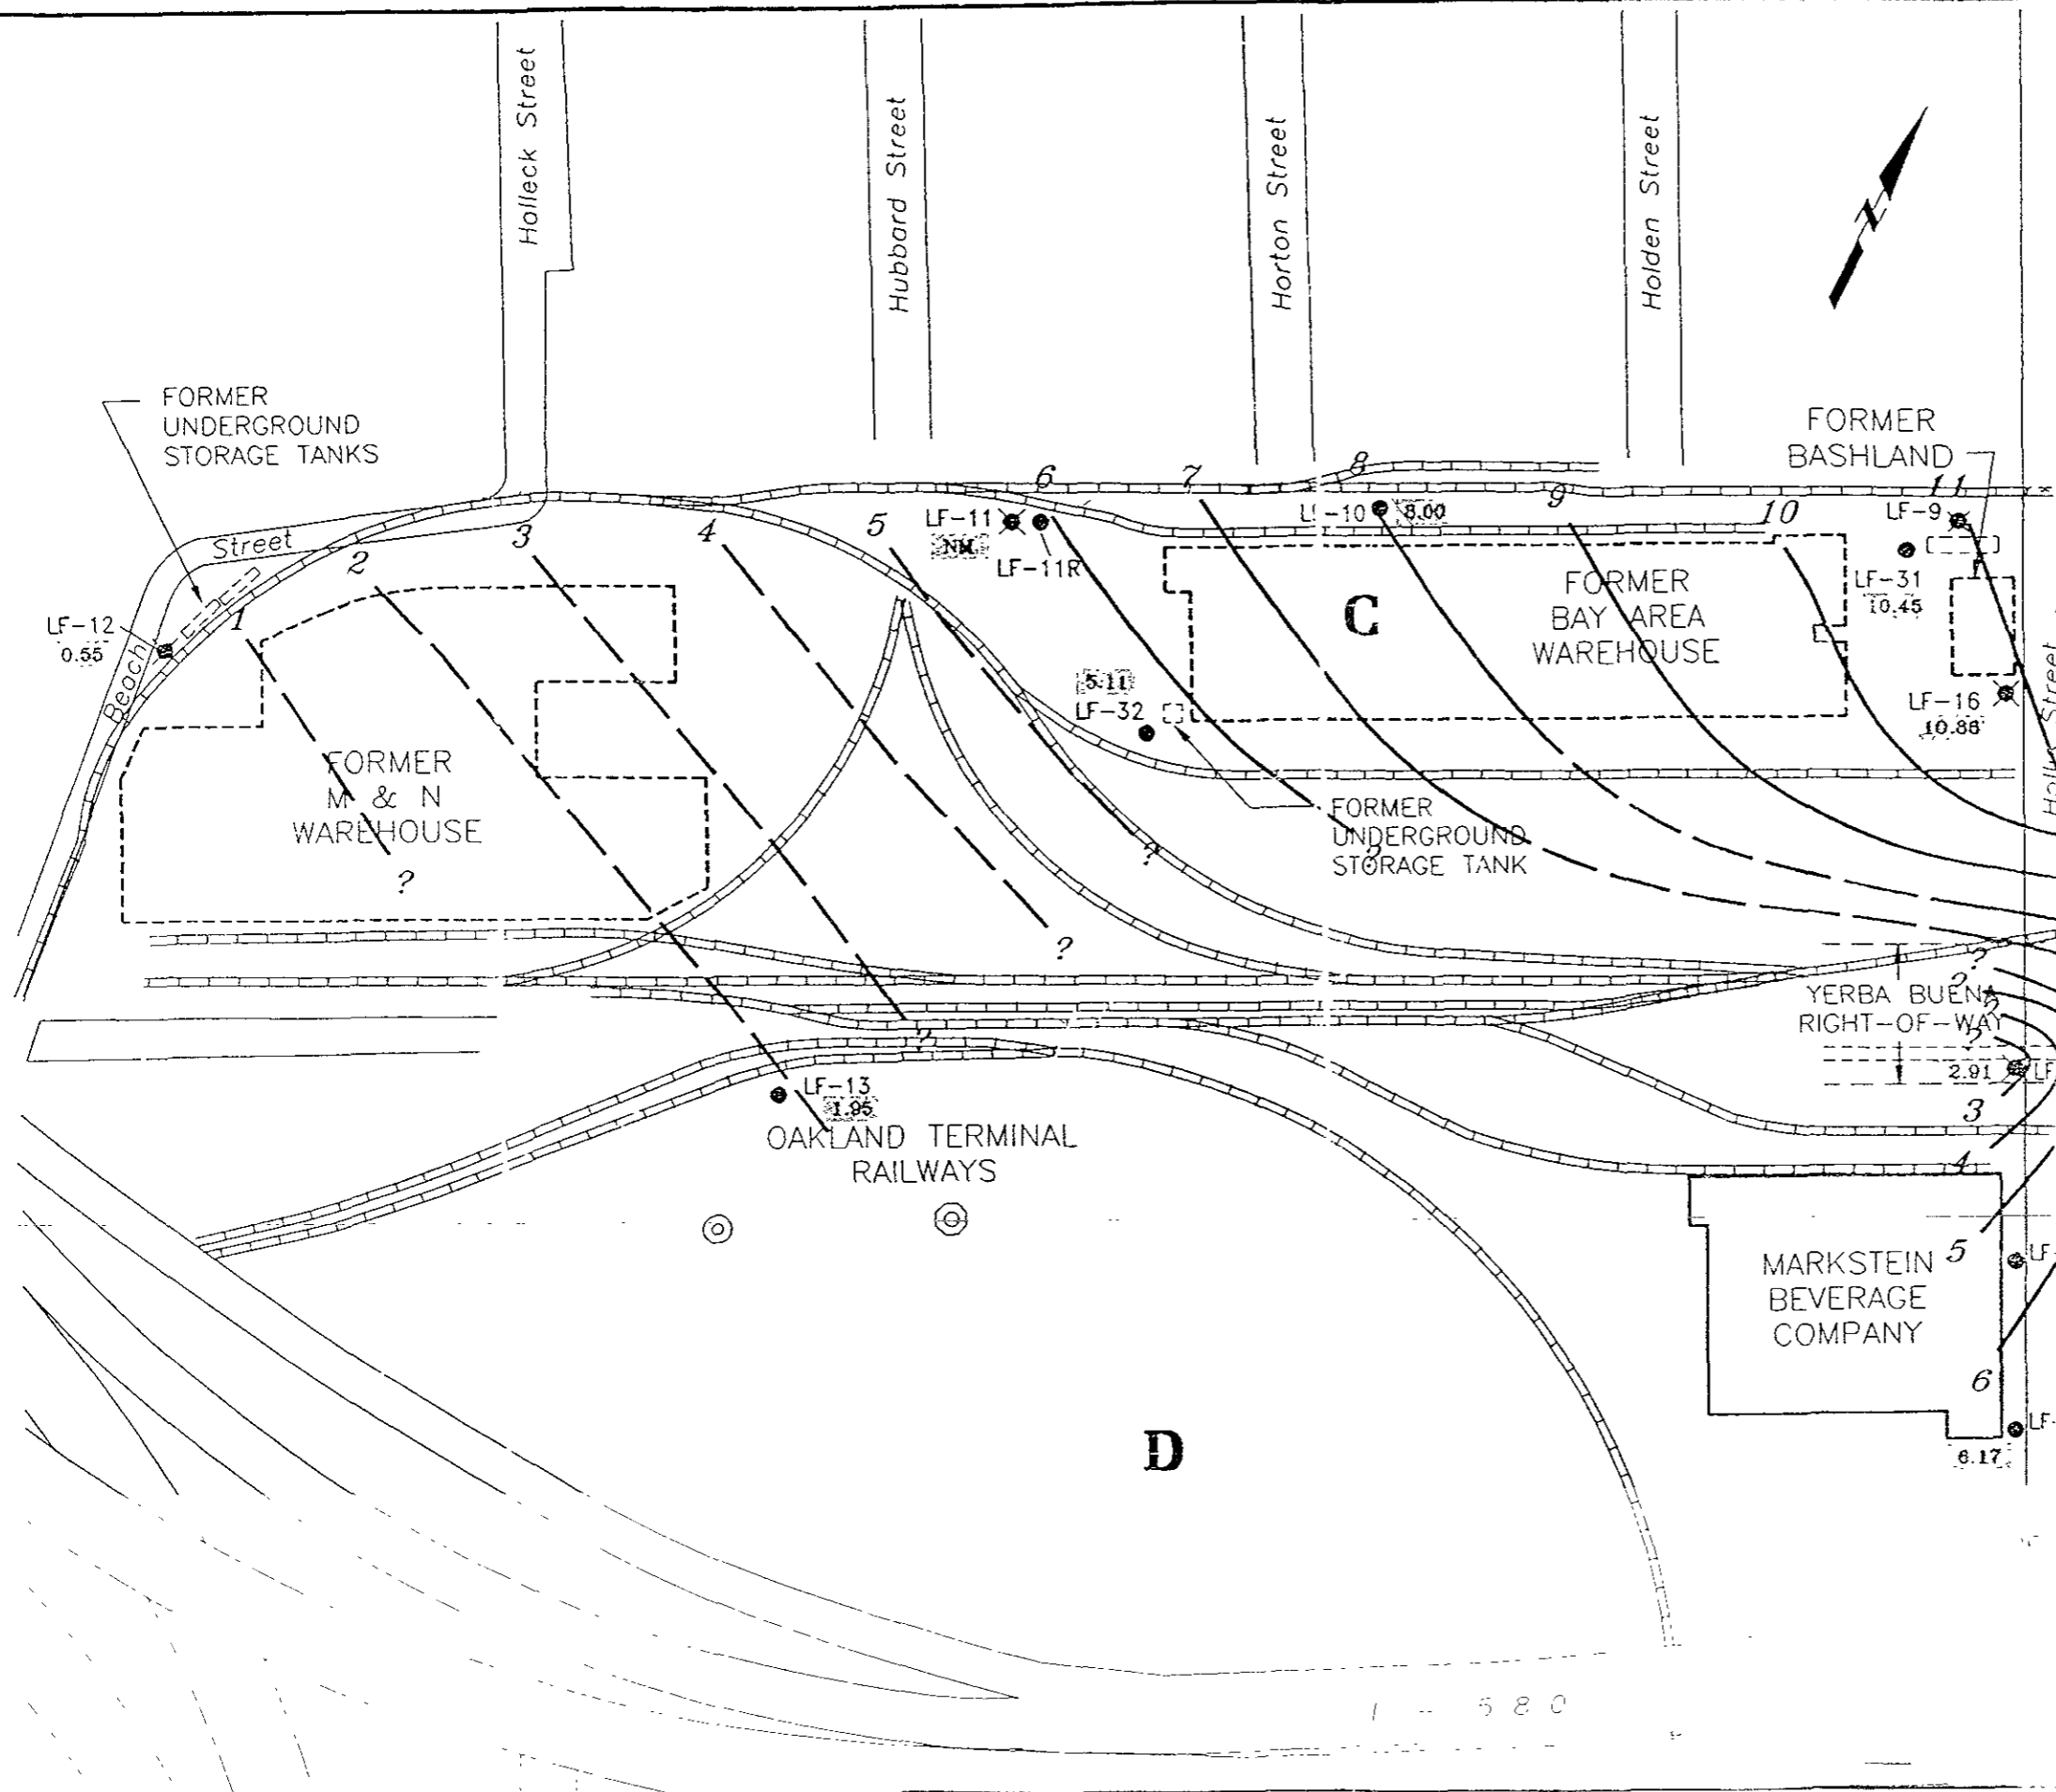 Holleck Street
Hubbard Street
Horton Street
Holden Street
N
FORMER
UNDERGROUND
STORAGE TANKS
FORMER
BASHLAND
1
2
3
4
5
6
7
8
9
10
11
Beach Street
LF-12
0.55
LF-11
NM
LF-11R
LF-10
8.00
LF-9
LF-31
10.45
LF-16
10.86
C
FORMER
BAY AREA
WAREHOUSE
5.11
LF-32
FORMER
M & N
WAREHOUSE
?
?
?
?
FORMER
UNDERGROUND
STORAGE TANK
?
Street
?
?
?
?
YERBA BUENA
RIGHT-OF-WAY
2.91
LF
3
4
5
6
LF-13
1.95
OAKLAND TERMINAL
RAILWAYS
MARKSTEIN
BEVERAGE
COMPANY
LF-
LF-
6.17
D
I - 580